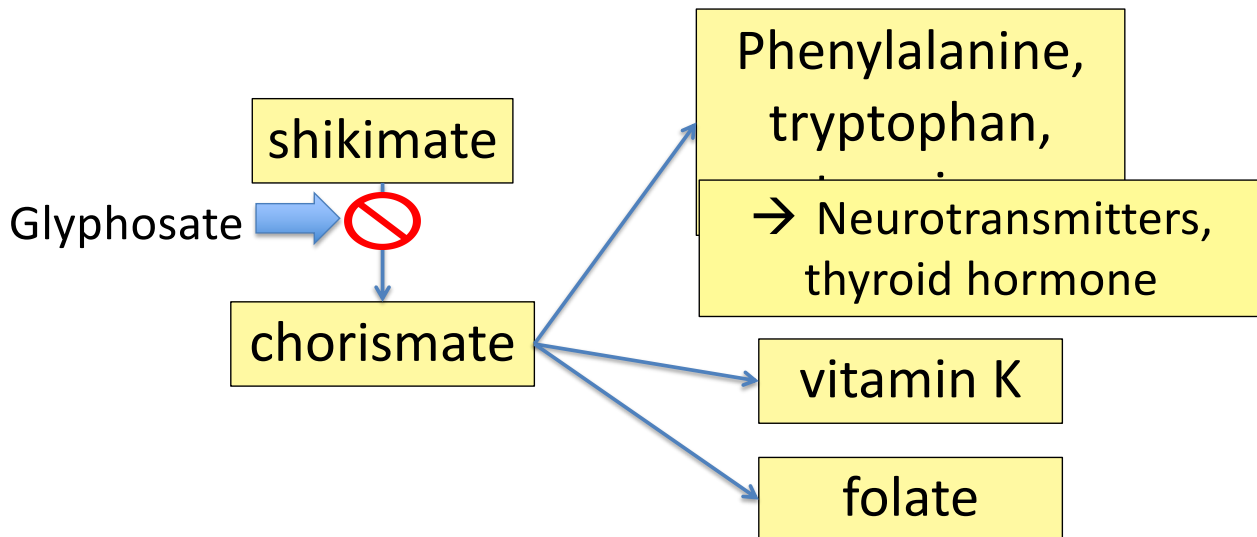 Phenylalanine,
tryptophan,
shikimate
Glyphosate
→ Neurotransmitters,
thyroid hormone
chorismate
vitamin K
folate